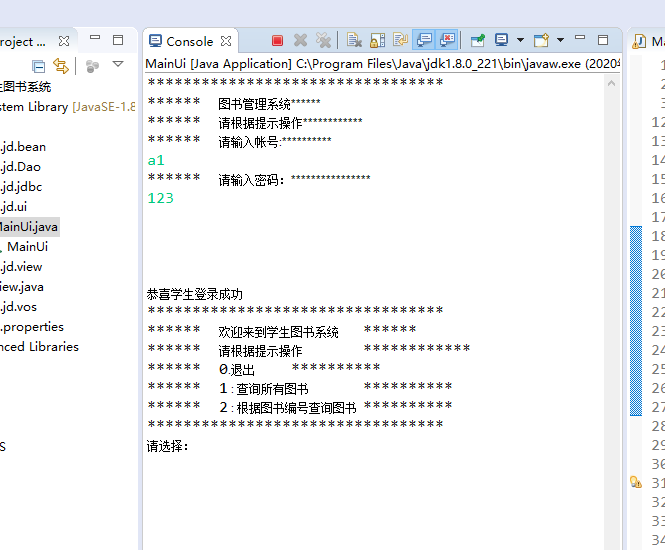 roject ...
生图书系统
stem Library [JavaSE-1.8
.jd.bean
.jd.Dao
.jd.jdbc
.jd.ui
MainUi.java
MainUi
.jd.view
iew.java
.jd.vos
.properties
nced Libraries
S
Console
MainUi [Java Application] C:\Program Files\Java\jdk1.8.0_221\bin\javaw.exe (2020年
*********************************
****** 图书管理系统******
****** 请根据提示操作************
****** 请输入帐号:**********
a1
****** 请输入密码：****************
123
恭喜学生登录成功
*********************************
****** 欢迎来到学生图书系统 ******
****** 请根据提示操作 ************
****** 0.退出 **********
****** 1：查询所有图书 **********
****** 2：根据图书编号查询图书 **********
*********************************
请选择：
Ma
1
3
12
13
14
15
16
17
18
19
20
21
22
23
24
25
26
27
28
29
30
31
32
33
34